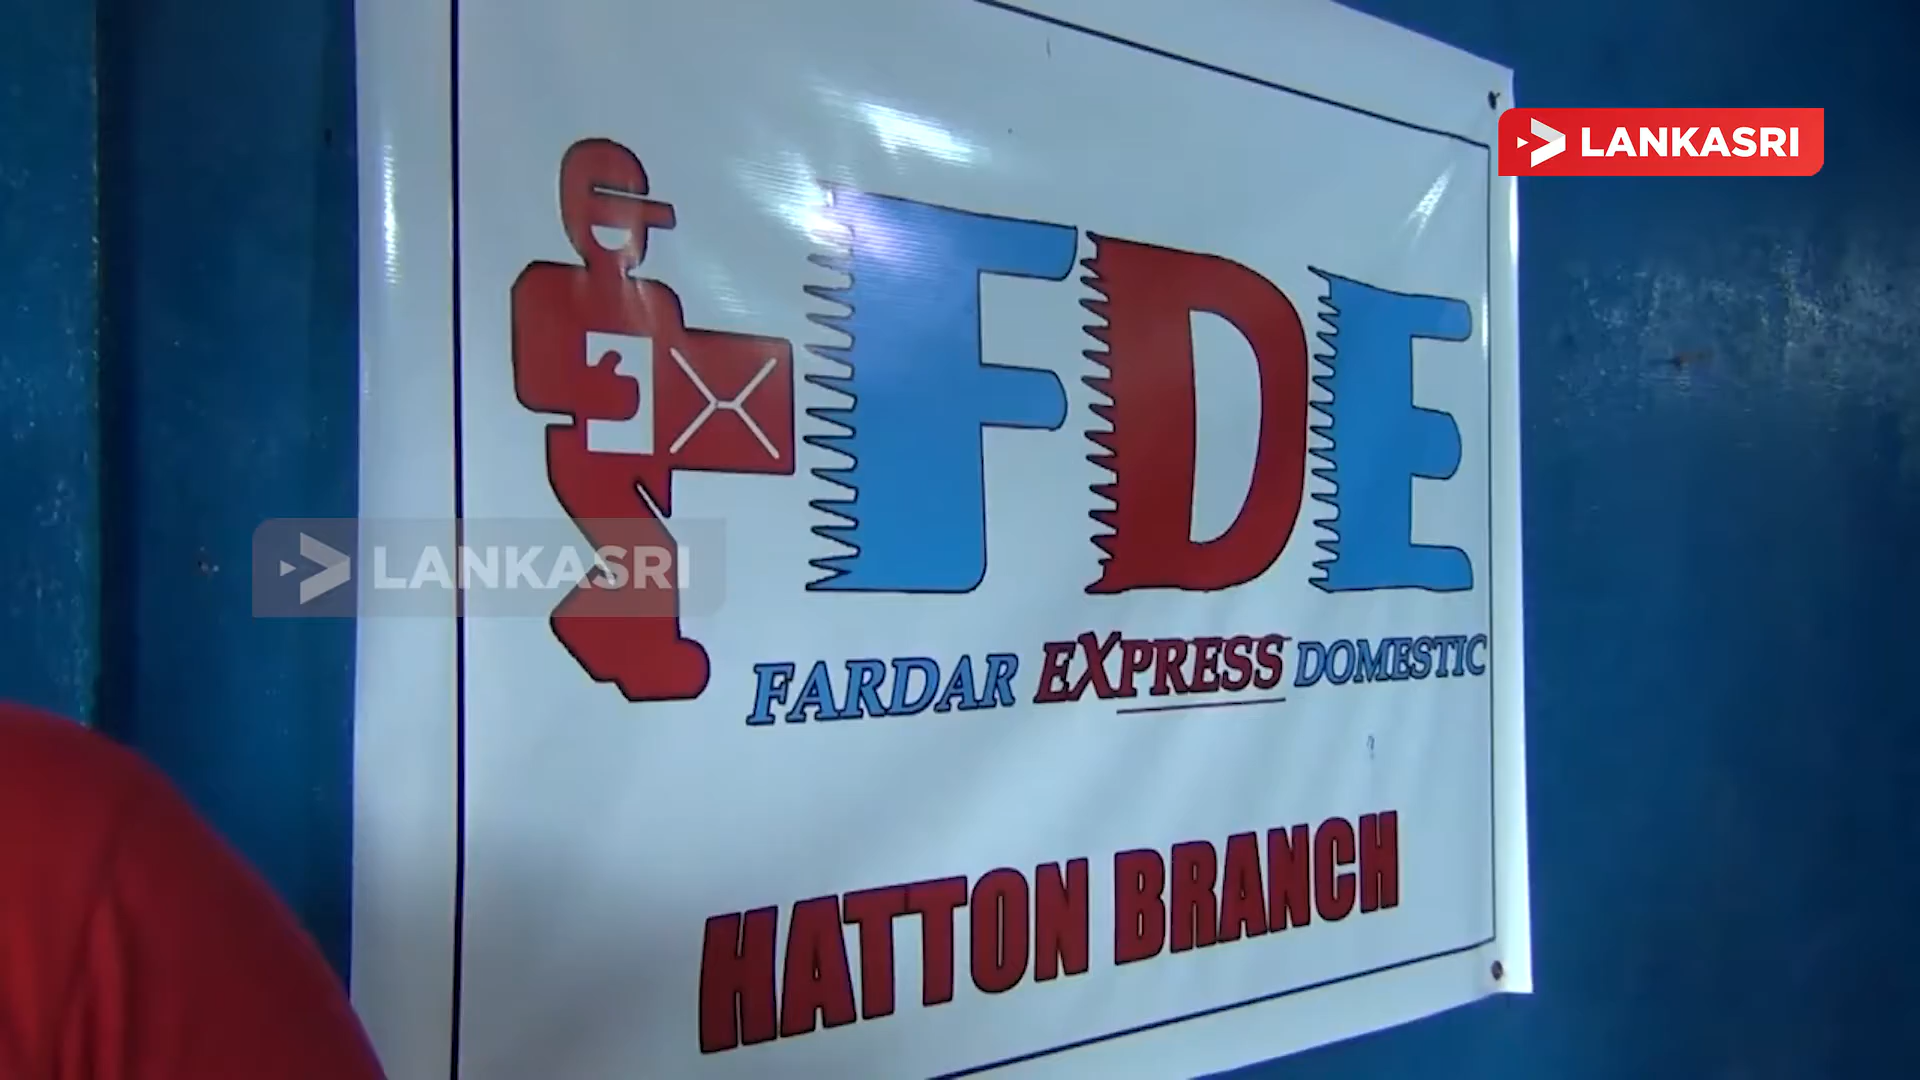 LANKASRI
FDE
LANKASRI
FARDAR EXPRESS DOMESTIC
HATTON BRANCH